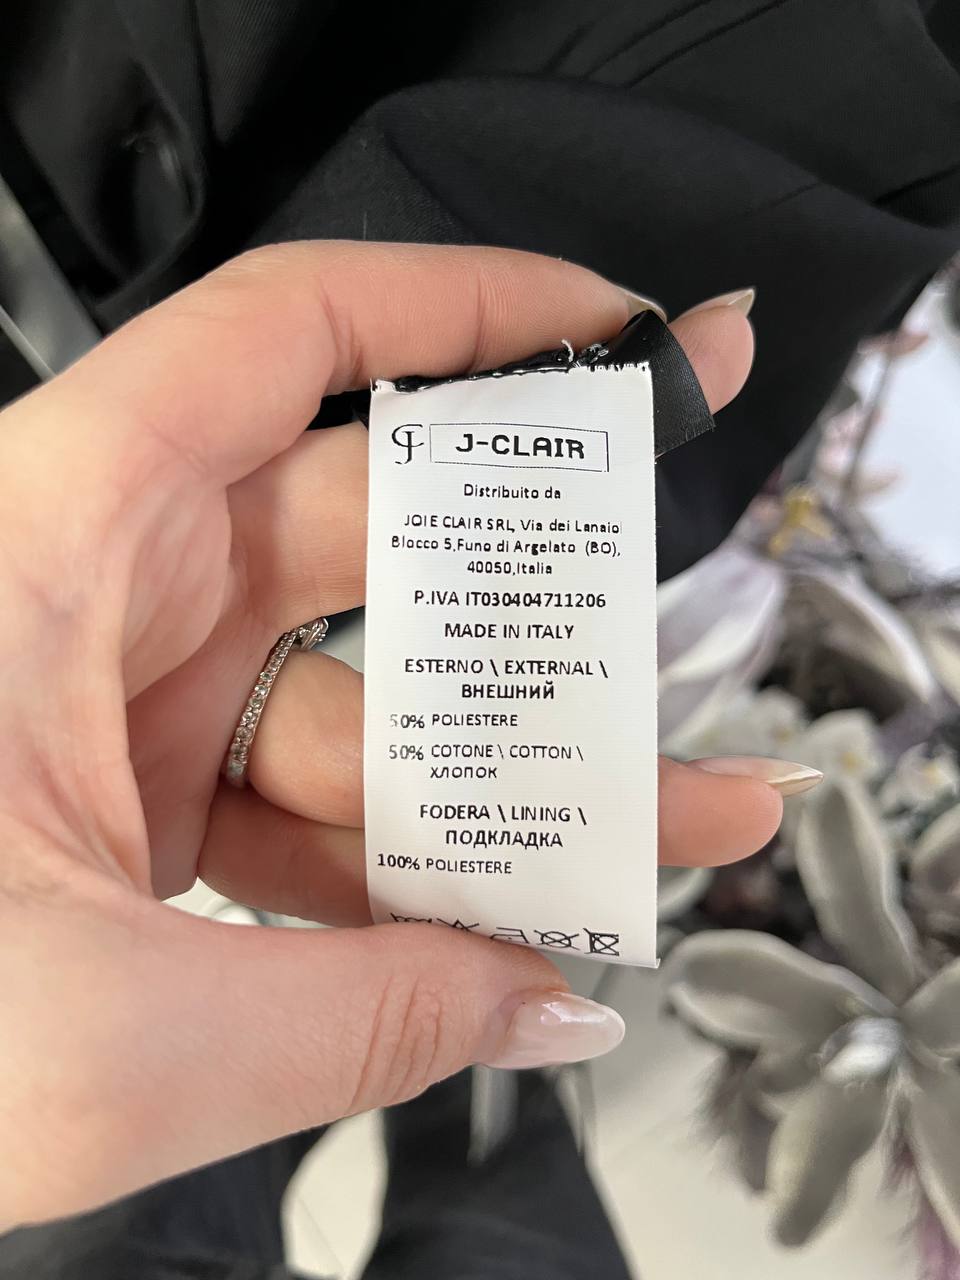 J-CLAIR
Distribuito da
JOIE CLAIR SRL, Via dei Lanaioi
Blocco 5,Funo di Argelato (BO),
40050,Italia
P.IVA IT030404711206
MADE IN ITALY
ESTERNO \ EXTERNAL \
ВНЕШНИЙ
50% POLIESTERE
50% COTONE \ COTTON \
ХЛОПОК
FODERA \ LINING \
ПОДКЛАДКА
100% POLIESTERE